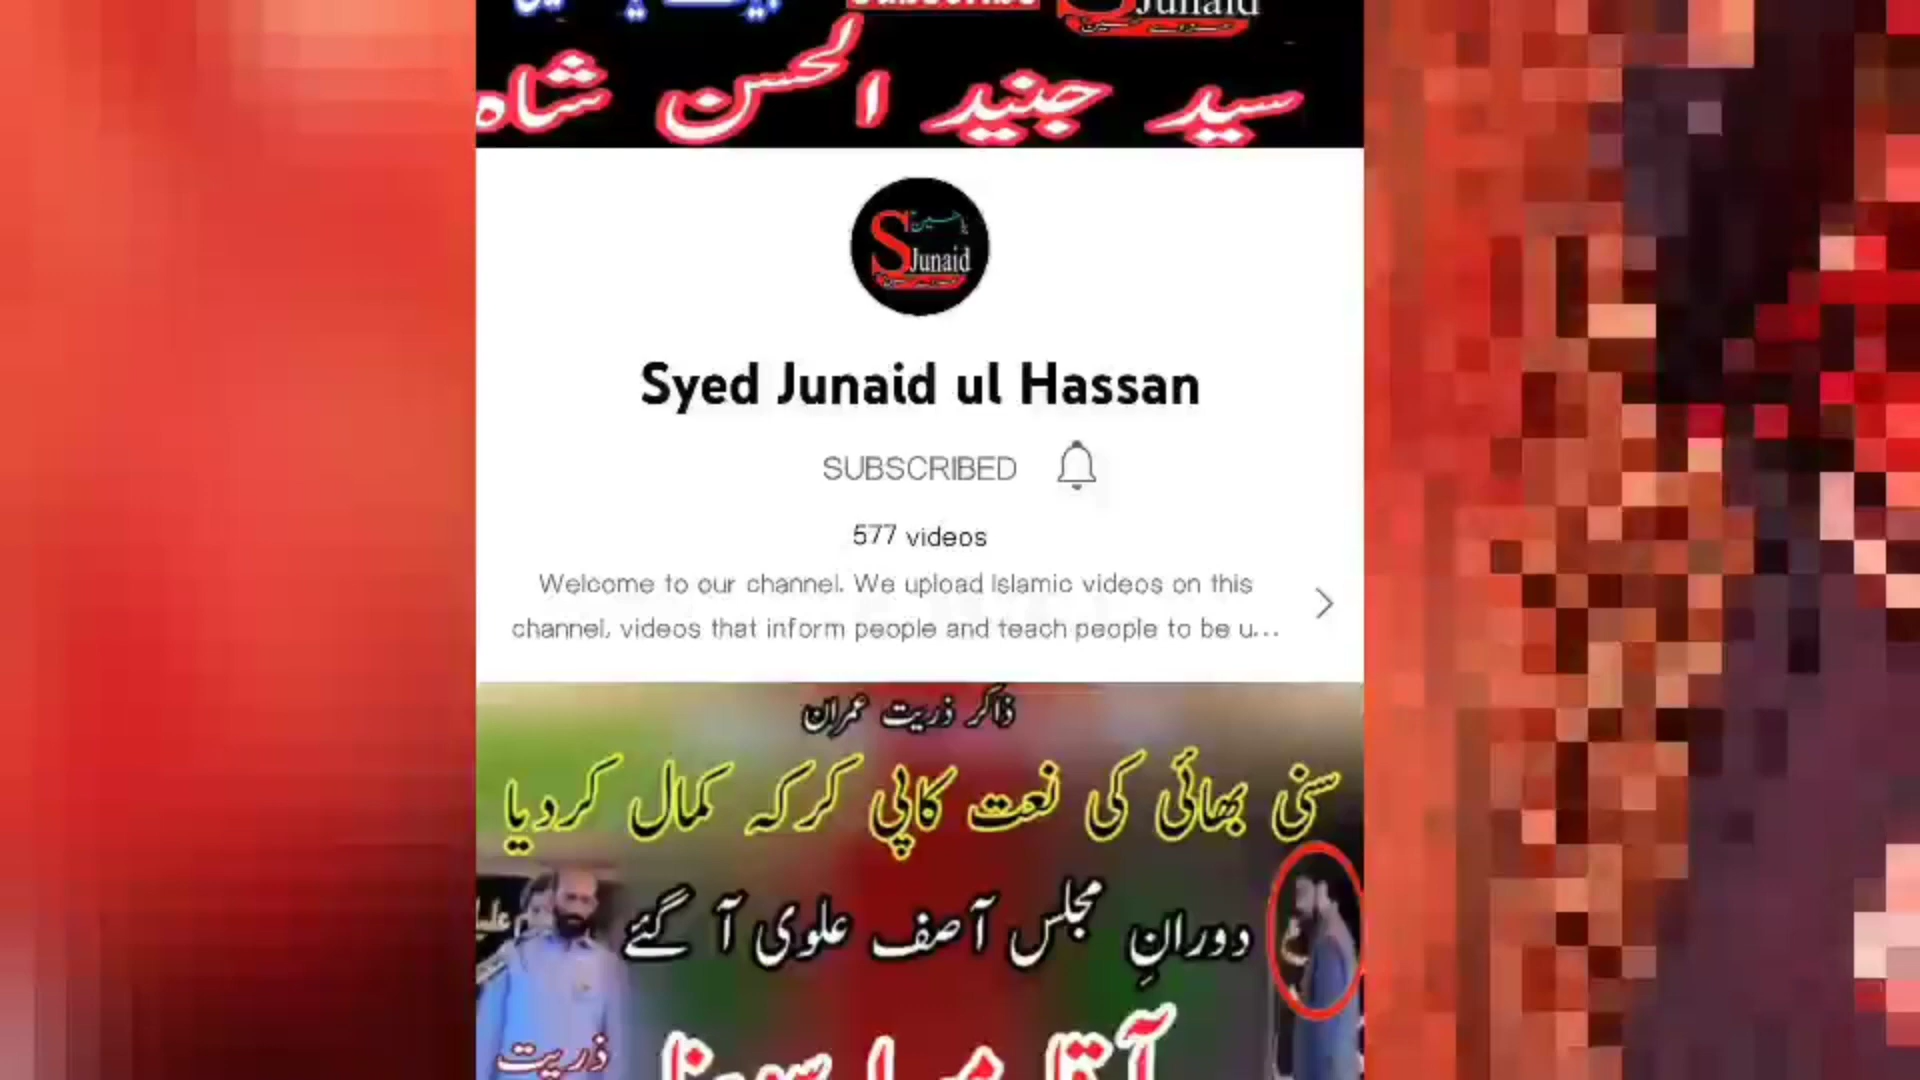 Junaid
سید جنید الحسن شاہ
یاحسین
S Junaid
Syed Junaid ul Hassan
SUBSCRIBED
577 videos
Welcome to our channel. We upload Islamic videos on this
channel, videos that inform people and teach people to be u...
ذاکر ذریت عمران
سنی بھائی کی نعت کاپی کرکہ کمال کردیا
دورانِ مجلس آصف علوی آ گئے
ذریت